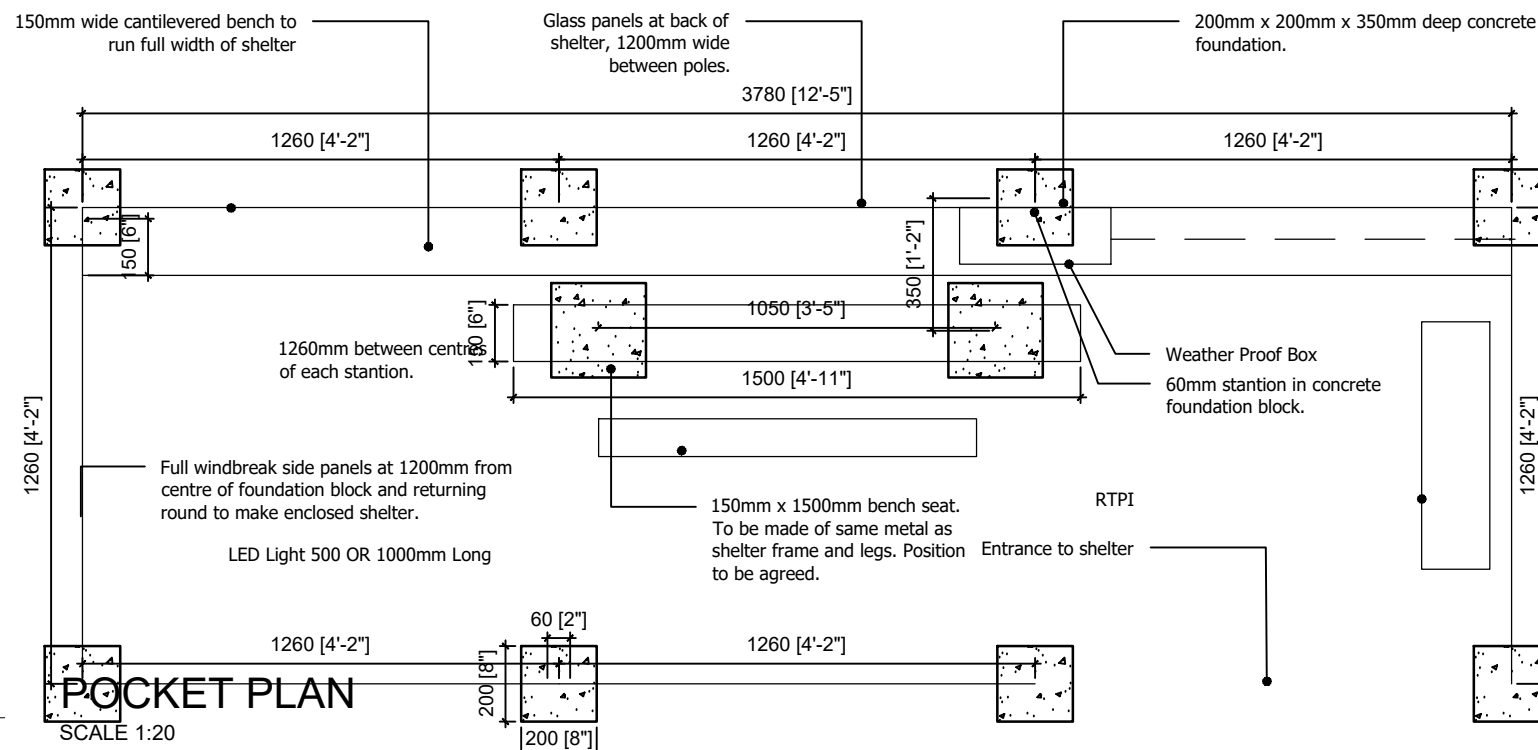 150mm wide cantilevered bench to
run full width of shelter
Glass panels at back of
shelter, 1200mm wide
between poles.
200mm x 200mm x 350mm deep concrete
foundation.
3780 [12'-5"]
1260 [4'-2"]
1260 [4'-2"]
1260 [4'-2"]
150 [6"]
350 [1'-2"]
1050 [3'-5"]
150 [6"]
1260mm between centres
of each stantion.
1500 [4'-11"]
Weather Proof Box
60mm stantion in concrete
foundation block.
1260 [4'-2"]
1260 [4'-2"]
Full windbreak side panels at 1200mm from
centre of foundation block and returning
round to make enclosed shelter.
150mm x 1500mm bench seat.
To be made of same metal as
shelter frame and legs. Position
to be agreed.
RTPI
Entrance to shelter
LED Light 500 OR 1000mm Long
60 [2"]
1260 [4'-2"]
1260 [4'-2"]
200 [8"]
200 [8"]
POCKET PLAN
SCALE 1:20